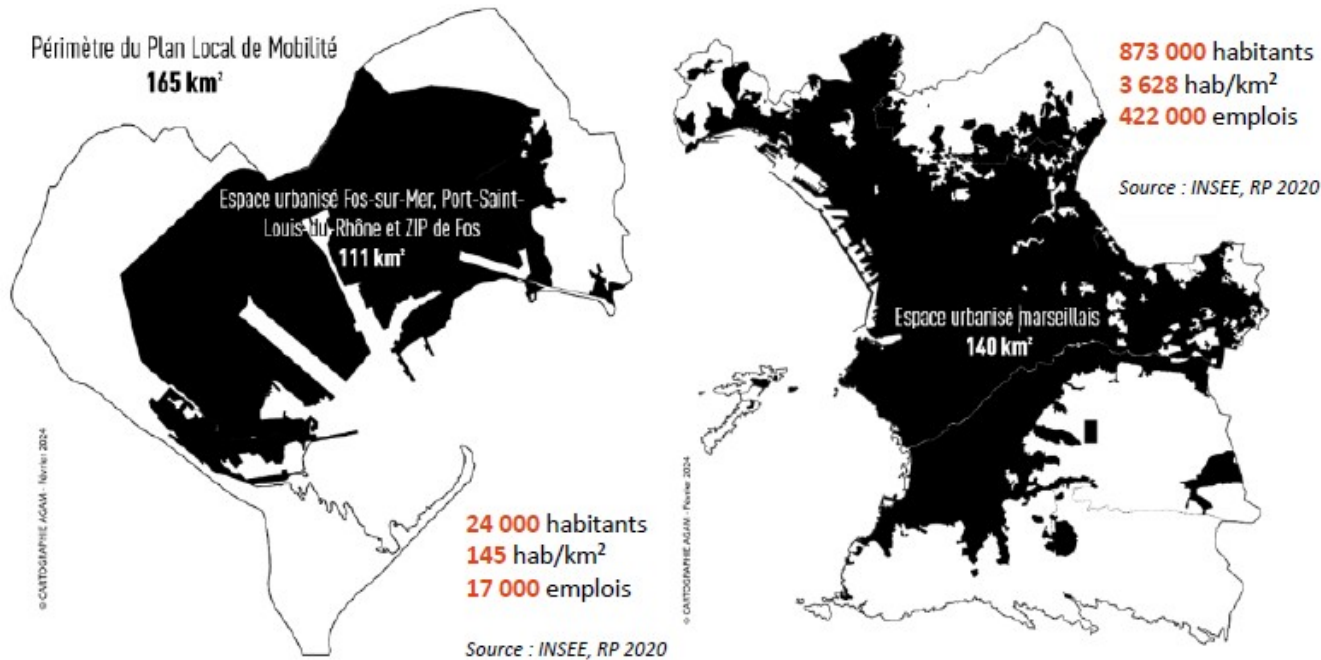 Périmètre du Plan Local de Mobilité
165 km²
Espace urbanisé Fos-sur-Mer, Port-Saint-
Louis-du-Rhône et ZIP de Fos
111 km²
24 000 habitants
145 hab/km²
17 000 emplois
Source : INSEE, RP 2020
© CARTOGRAPHIE AGAM - février 2024
873 000 habitants
3 628 hab/km²
422 000 emplois
Source : INSEE, RP 2020
Espace urbanisé marseillais
140 km²
© CARTOGRAPHIE AGAM - Février 2024